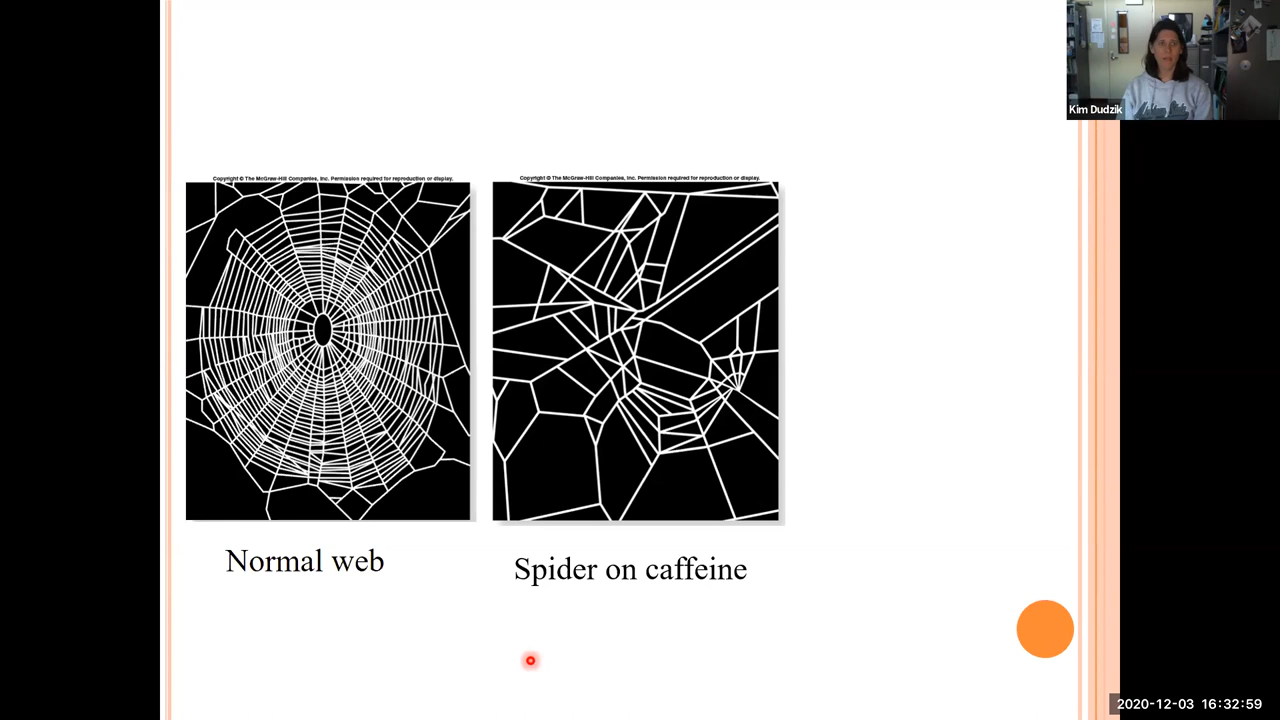 Kim Dudzik
Copyright © The McGraw-Hill Companies, Inc. Permission required for reproduction or display.
Copyright © The McGraw-Hill Companies, Inc. Permission required for reproduction or display.
Normal web
Spider on caffeine
2020-12-03 16:32:59